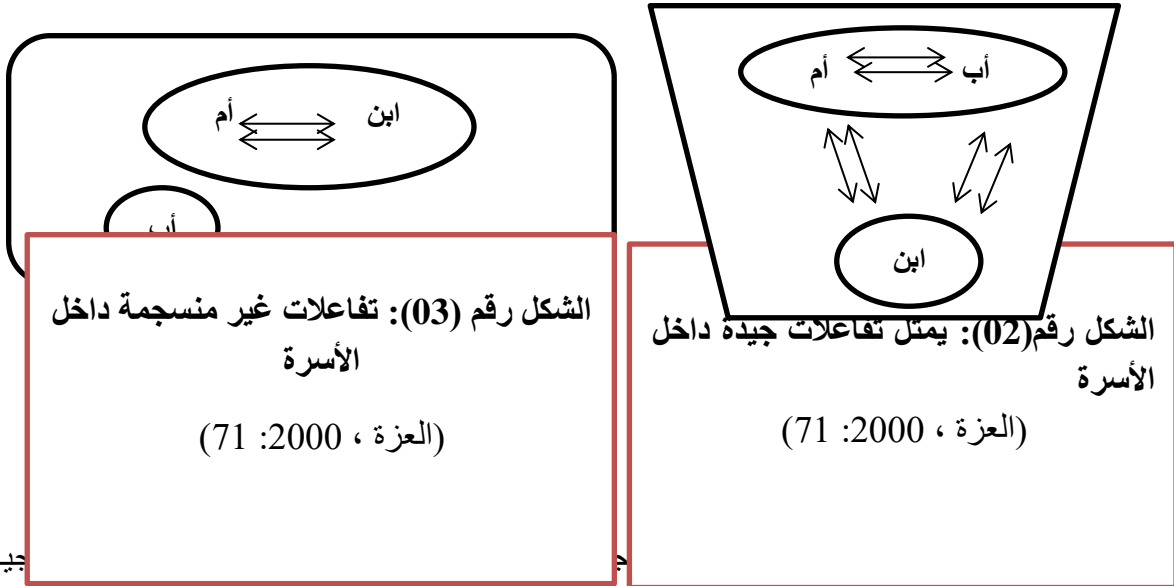 أب
أم
ابن
الشكل رقم(02): يمثل تفاعلات جيدة داخل
الأسرة
(العزة ، 2000: 71)
ابن
أم
أب
الشكل رقم (03): تفاعلات غير منسجمة داخل
الأسرة
(العزة ، 2000: 71)